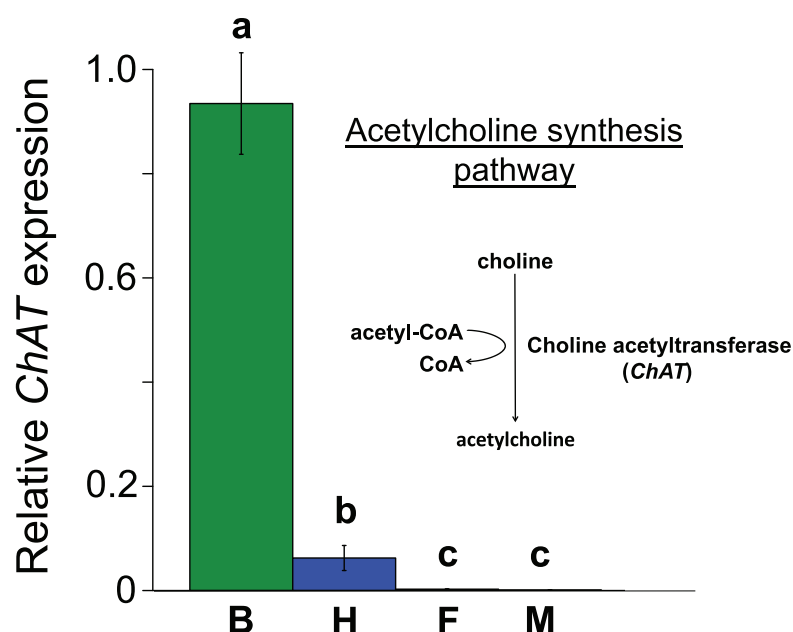 Relative ChAT expression
1.0
0.6
0.2
0
a
b
c
c
B
H
F
M
Acetylcholine synthesis
pathway
choline
acetyl-CoA
CoA
Choline acetyltransferase
(ChAT)
acetylcholine